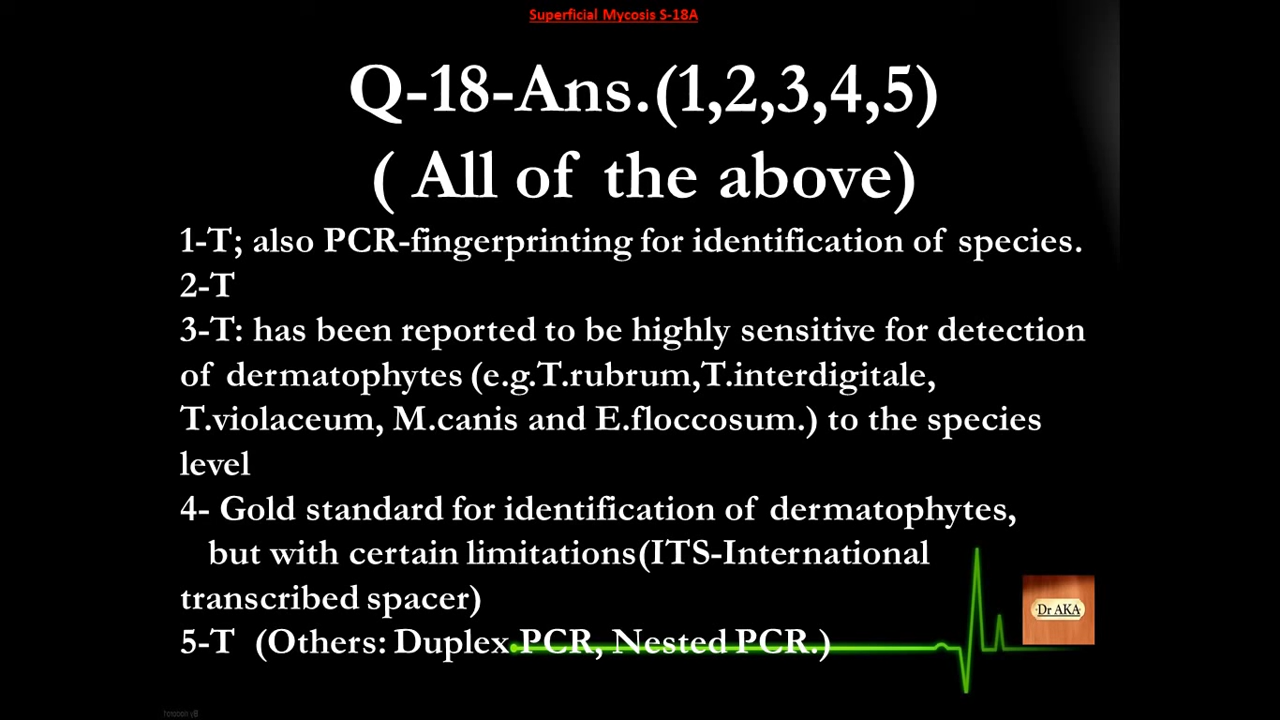 Superficial Mycosis S-18A
Q-18-Ans.(1,2,3,4,5)
( All of the above)
1-T; also PCR-fingerprinting for identification of species.
2-T
3-T: has been reported to be highly sensitive for detection
of dermatophytes (e.g.T.rubrum,T.interdigitale,
T.violaceum, M.canis and E.floccosum.) to the species
level
4- Gold standard for identification of dermatophytes,
but with certain limitations(ITS-International
transcribed spacer)
5-T (Others: Duplex PCR, Nested PCR.)
Dr AKA